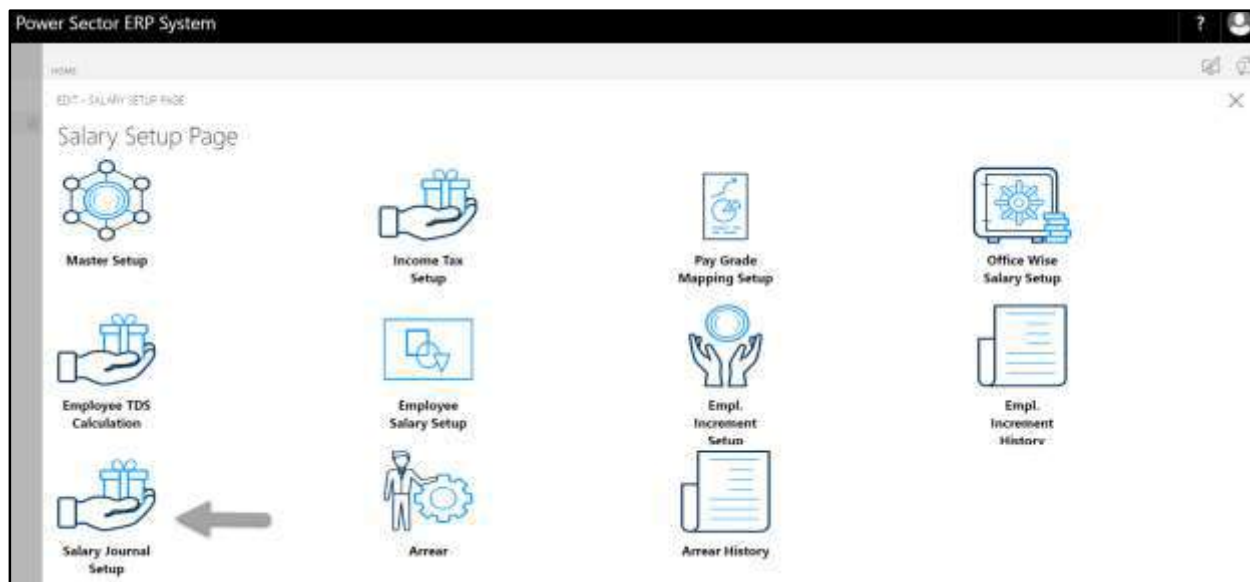 Power Sector ERP System
?
HOME
EDIT - SALARY SETUP PAGE
Salary Setup Page
Master Setup
Income Tax
Setup
Pay Grade
Mapping Setup
Office Wise
Salary Setup
Employee TDS
Calculation
Employee
Salary Setup
Empl.
Increment
Setup
Empl.
Increment
History
Salary Journal
Setup
Arrear
Arrear History